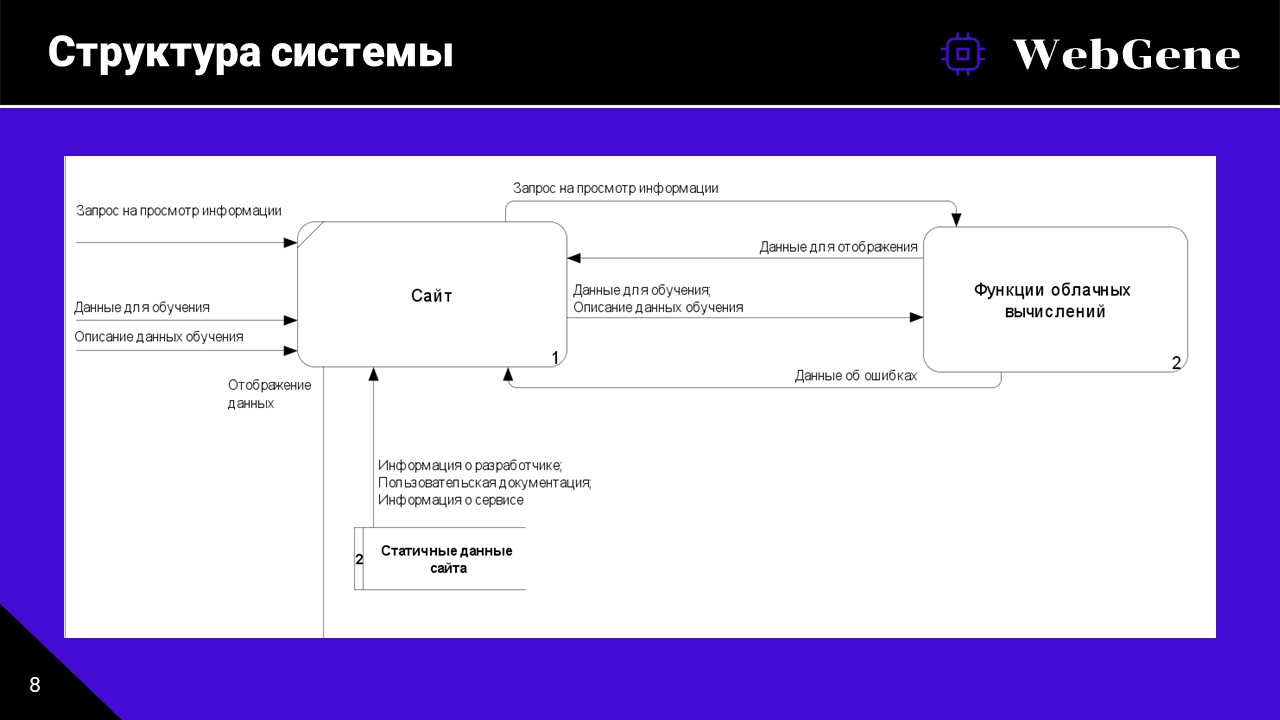 Структура системы
WebGene
Запрос на просмотр информации
Запрос на просмотр информации
Данные для отображения
Данные для обучения;
Описание данных обучения
Сайт
1
Функции облачных
вычислений
2
Данные для обучения
Описание данных обучения
Данные об ошибках
Отображение
данных
Информация о разработчике;
Пользовательская документация;
Информация о сервисе
2
Статичные данные
сайта
8